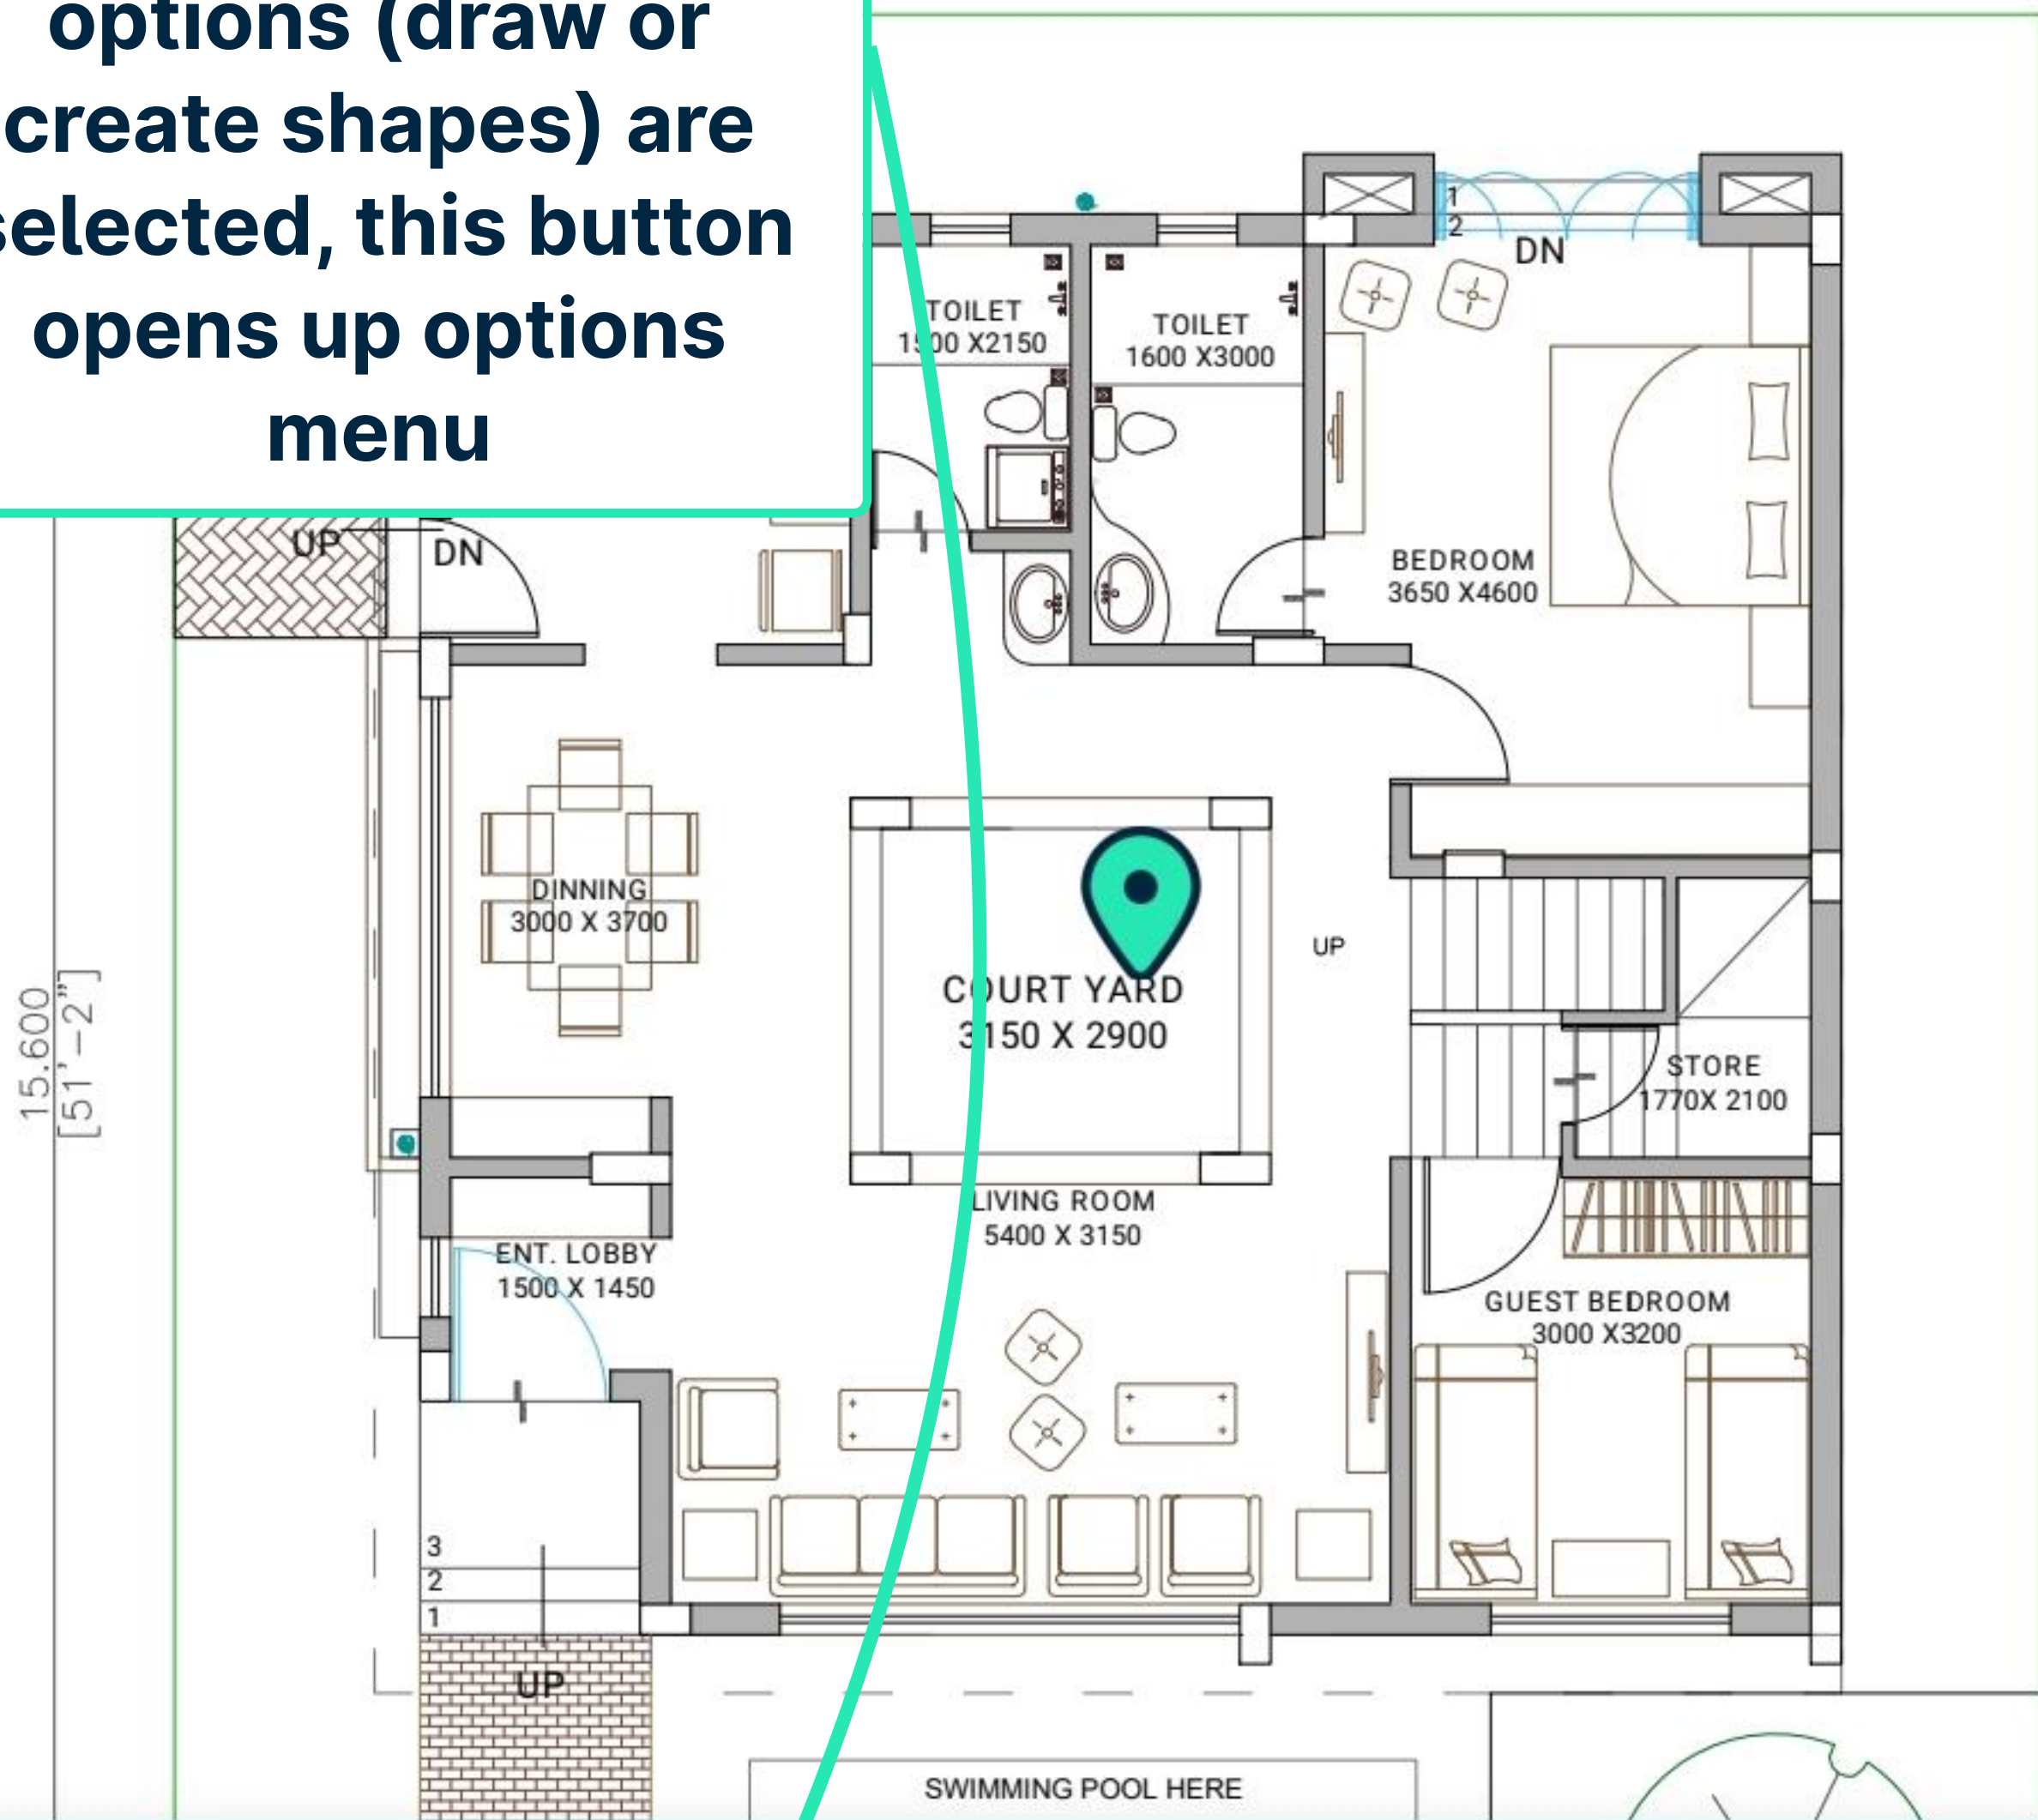 options (draw or
create shapes) are
selected, this button
opens up options
menu
1
2
DN
TOILET
1500 X2150
TOILET
1600 X3000
UP
DN
BEDROOM
3650 X4600
DINNING
3000 X 3700
UP
COURT YARD
3150 X 2900
15.600
[51'-2"]
STORE
1770X 2100
LIVING ROOM
5400 X 3150
ENT. LOBBY
1500 X 1450
GUEST BEDROOM
3000 X3200
3
2
1
UP
SWIMMING POOL HERE